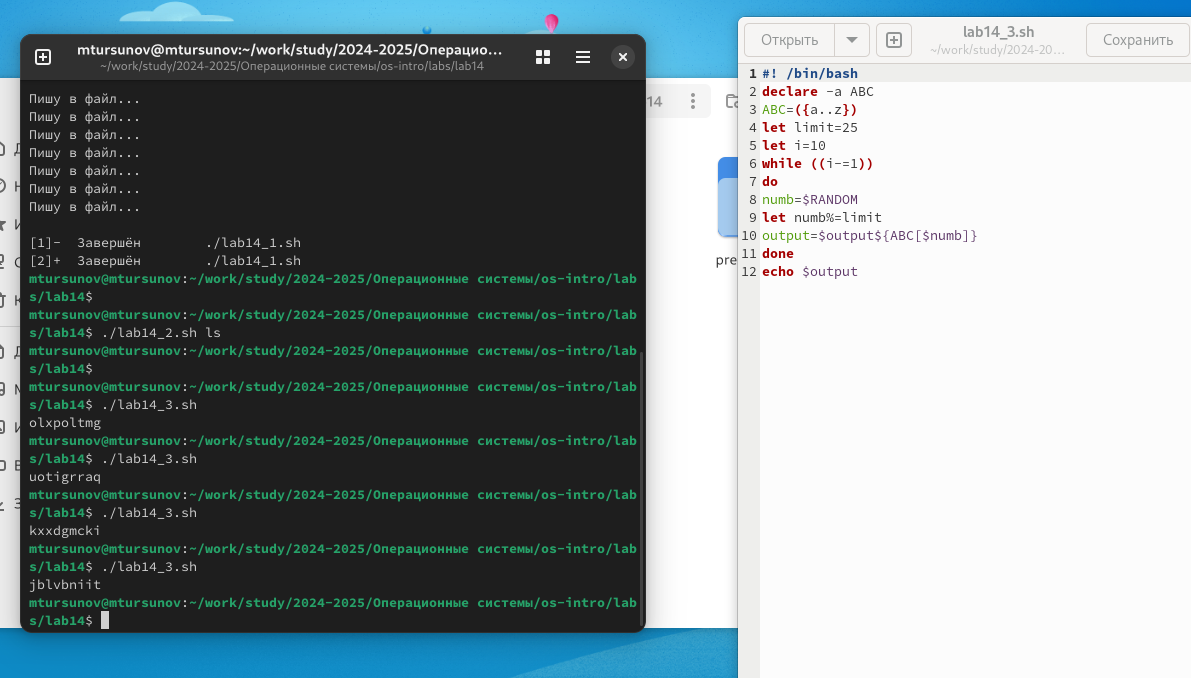 mtursunov@mtursunov:~/work/study/2024-2025/Операцио...
~/work/study/2024-2025/Операционные системы/os-intro/labs/lab14
Пишу в файл...
Пишу в файл...
Пишу в файл...
Пишу в файл...
Пишу в файл...
Пишу в файл...
Пишу в файл...
[1]-  Завершён        ./lab14_1.sh
[2]+  Завершён        ./lab14_1.sh
mtursunov@mtursunov:~/work/study/2024-2025/Операционные системы/os-intro/lab
s/lab14$
mtursunov@mtursunov:~/work/study/2024-2025/Операционные системы/os-intro/lab
s/lab14$ ./lab14_2.sh ls
mtursunov@mtursunov:~/work/study/2024-2025/Операционные системы/os-intro/lab
s/lab14$
mtursunov@mtursunov:~/work/study/2024-2025/Операционные системы/os-intro/lab
s/lab14$ ./lab14_3.sh
olxpoltmg
mtursunov@mtursunov:~/work/study/2024-2025/Операционные системы/os-intro/lab
s/lab14$ ./lab14_3.sh
uotigrraq
mtursunov@mtursunov:~/work/study/2024-2025/Операционные системы/os-intro/lab
s/lab14$ ./lab14_3.sh
kxxdgmcki
mtursunov@mtursunov:~/work/study/2024-2025/Операционные системы/os-intro/lab
s/lab14$ ./lab14_3.sh
jblvbniit
mtursunov@mtursunov:~/work/study/2024-2025/Операционные системы/os-intro/lab
s/lab14$
14
pre
Открыть
lab14_3.sh
~/work/study/2024-20...
Сохранить
1 #! /bin/bash
2 declare -a ABC
3 ABC=({a..z})
4 let limit=25
5 let i=10
6 while ((i-=1))
7 do
8 numb=$RANDOM
9 let numb%=limit
10 output=$output${ABC[$numb]}
11 done
12 echo $output